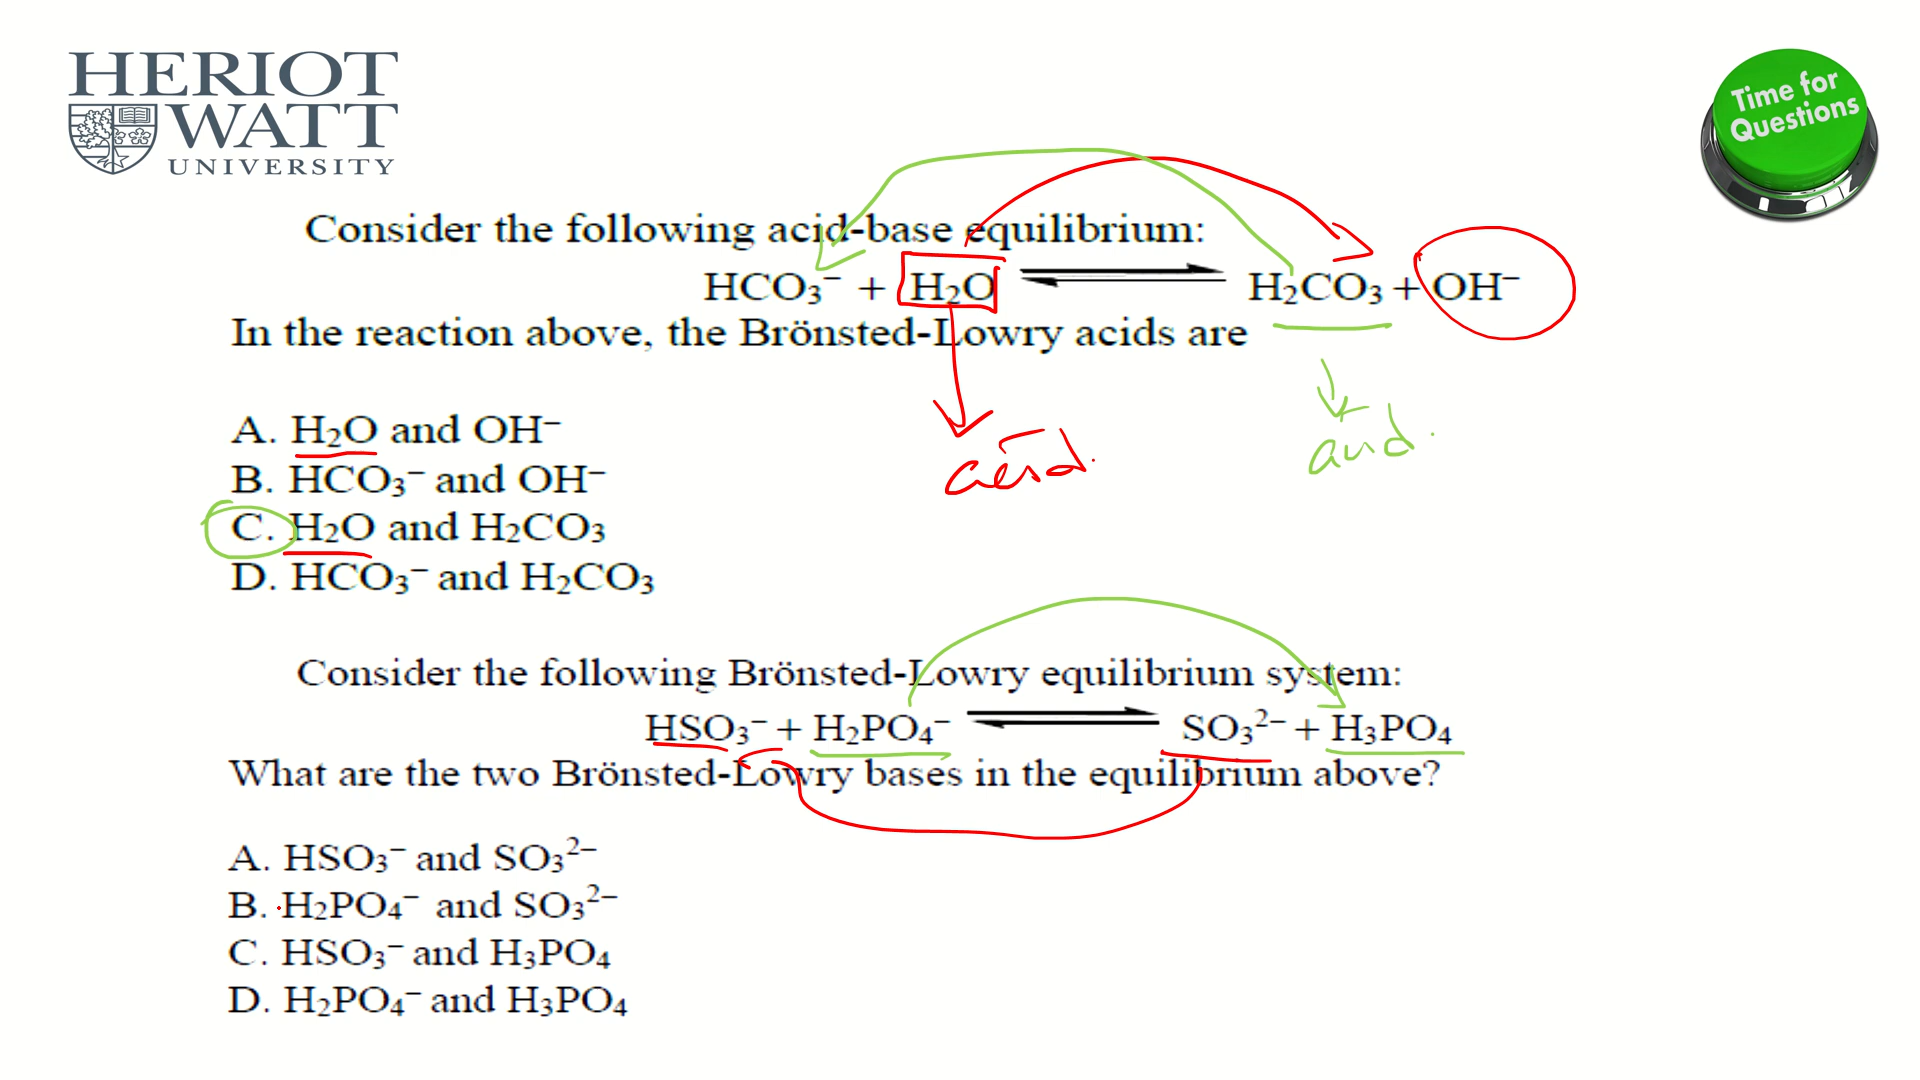 HERIOT
WATT
UNIVERSITY
Time for
Questions
Consider the following acid-base equilibrium:
HCO₃⁻ + H₂O ⇌ H₂CO₃ + OH⁻
In the reaction above, the Brönsted-Lowry acids are
A. H₂O and OH⁻
acid.
acid.
B. HCO₃⁻ and OH⁻
C. H₂O and H₂CO₃
D. HCO₃⁻ and H₂CO₃
Consider the following Brönsted-Lowry equilibrium system:
HSO₃⁻ + H₂PO₄⁻ ⇌ SO₃²⁻ + H₃PO₄
What are the two Brönsted-Lowry bases in the equilibrium above?
A. HSO₃⁻ and SO₃²⁻
B. H₂PO₄⁻ and SO₃²⁻
C. HSO₃⁻ and H₃PO₄
D. H₂PO₄⁻ and H₃PO₄